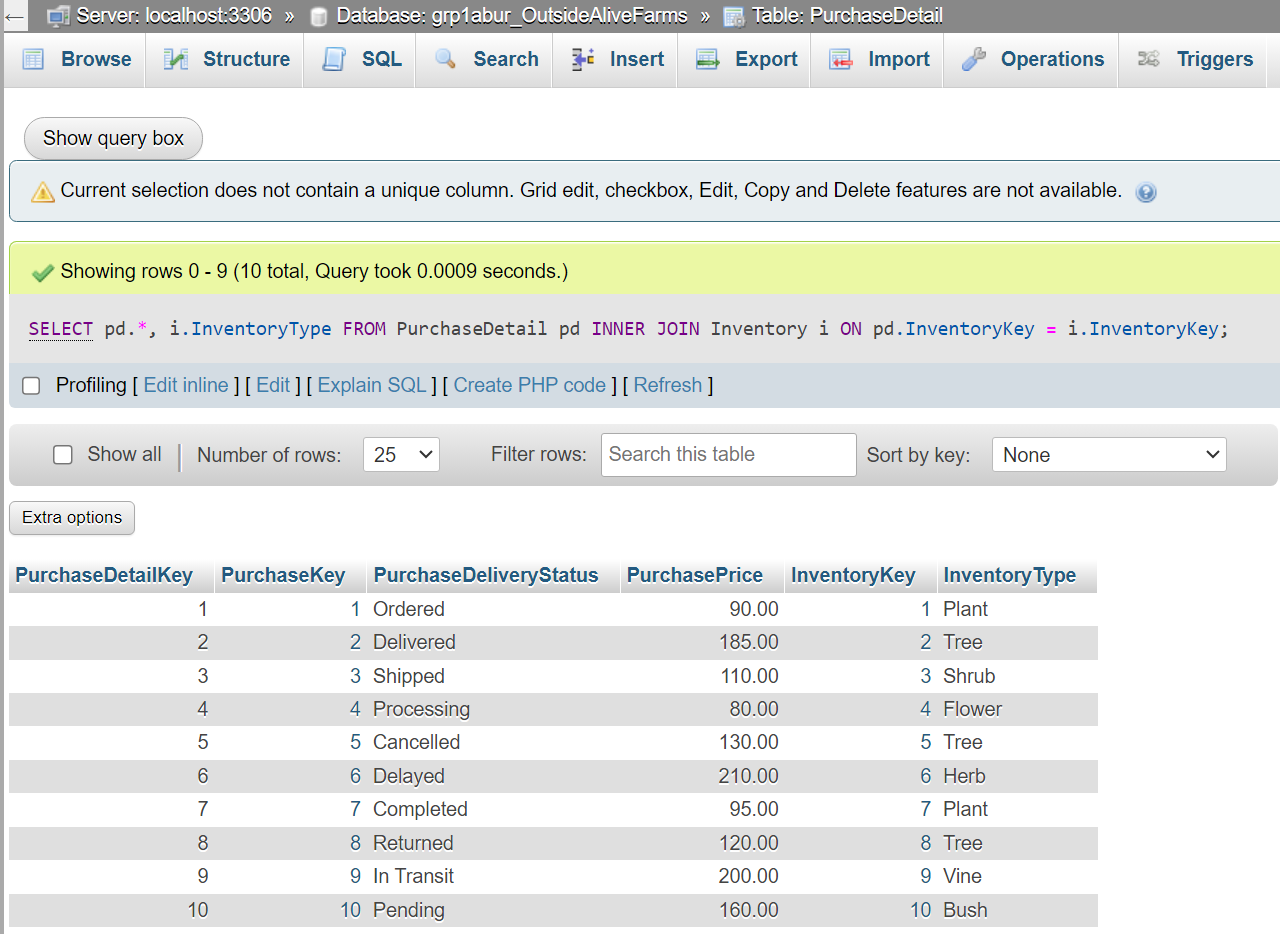 ← Server: localhost:3306 » Database: grp1abur_OutsideAliveFarms » Table: PurchaseDetail
Browse Structure SQL Search Insert Export Import Operations Triggers
Show query box
Current selection does not contain a unique column. Grid edit, checkbox, Edit, Copy and Delete features are not available.
Showing rows 0 - 9 (10 total, Query took 0.0009 seconds.)
SELECT pd.*, i.InventoryType FROM PurchaseDetail pd INNER JOIN Inventory i ON pd.InventoryKey = i.InventoryKey;
Profiling [ Edit inline ] [ Edit ] [ Explain SQL ] [ Create PHP code ] [ Refresh ]
Show all | Number of rows: 25 Filter rows: Search this table Sort by key: None
Extra options
PurchaseDetailKey PurchaseKey PurchaseDeliveryStatus PurchasePrice InventoryKey InventoryType
1 1 Ordered 90.00 1 Plant
2 2 Delivered 185.00 2 Tree
3 3 Shipped 110.00 3 Shrub
4 4 Processing 80.00 4 Flower
5 5 Cancelled 130.00 5 Tree
6 6 Delayed 210.00 6 Herb
7 7 Completed 95.00 7 Plant
8 8 Returned 120.00 8 Tree
9 9 In Transit 200.00 9 Vine
10 10 Pending 160.00 10 Bush